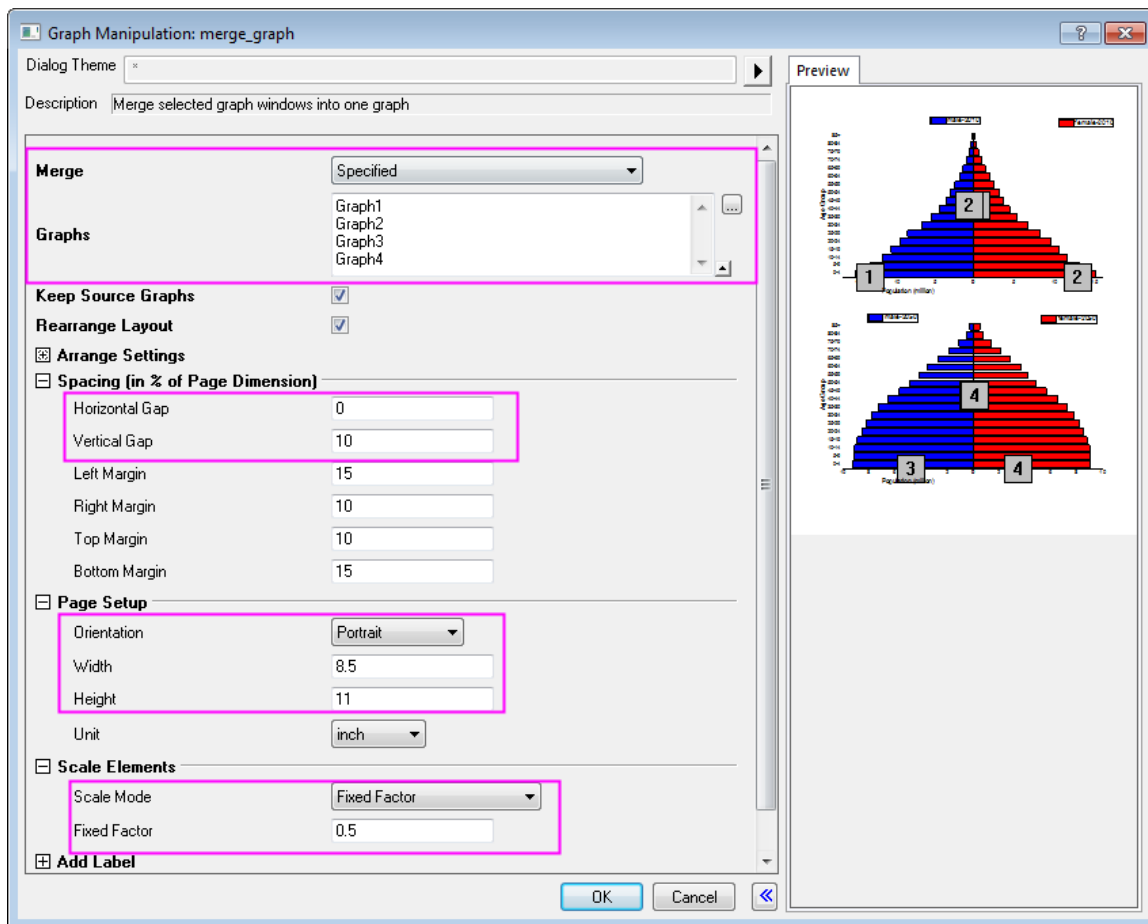 Graph Manipulation: merge_graph
Dialog Theme *
Description Merge selected graph windows into one graph
Merge Specified
Graphs
Graph1
Graph2
Graph3
Graph4
...
Keep Source Graphs
Rearrange Layout
Arrange Settings
Spacing (in % of Page Dimension)
Horizontal Gap 0
Vertical Gap 10
Left Margin 15
Right Margin 10
Top Margin 10
Bottom Margin 15
Page Setup
Orientation Portrait
Width 8.5
Height 11
Unit inch
Scale Elements
Scale Mode Fixed Factor
Fixed Factor 0.5
Add Label
OK Cancel
Preview
2
1 2
Population (million)
4
3 4
Population (million)